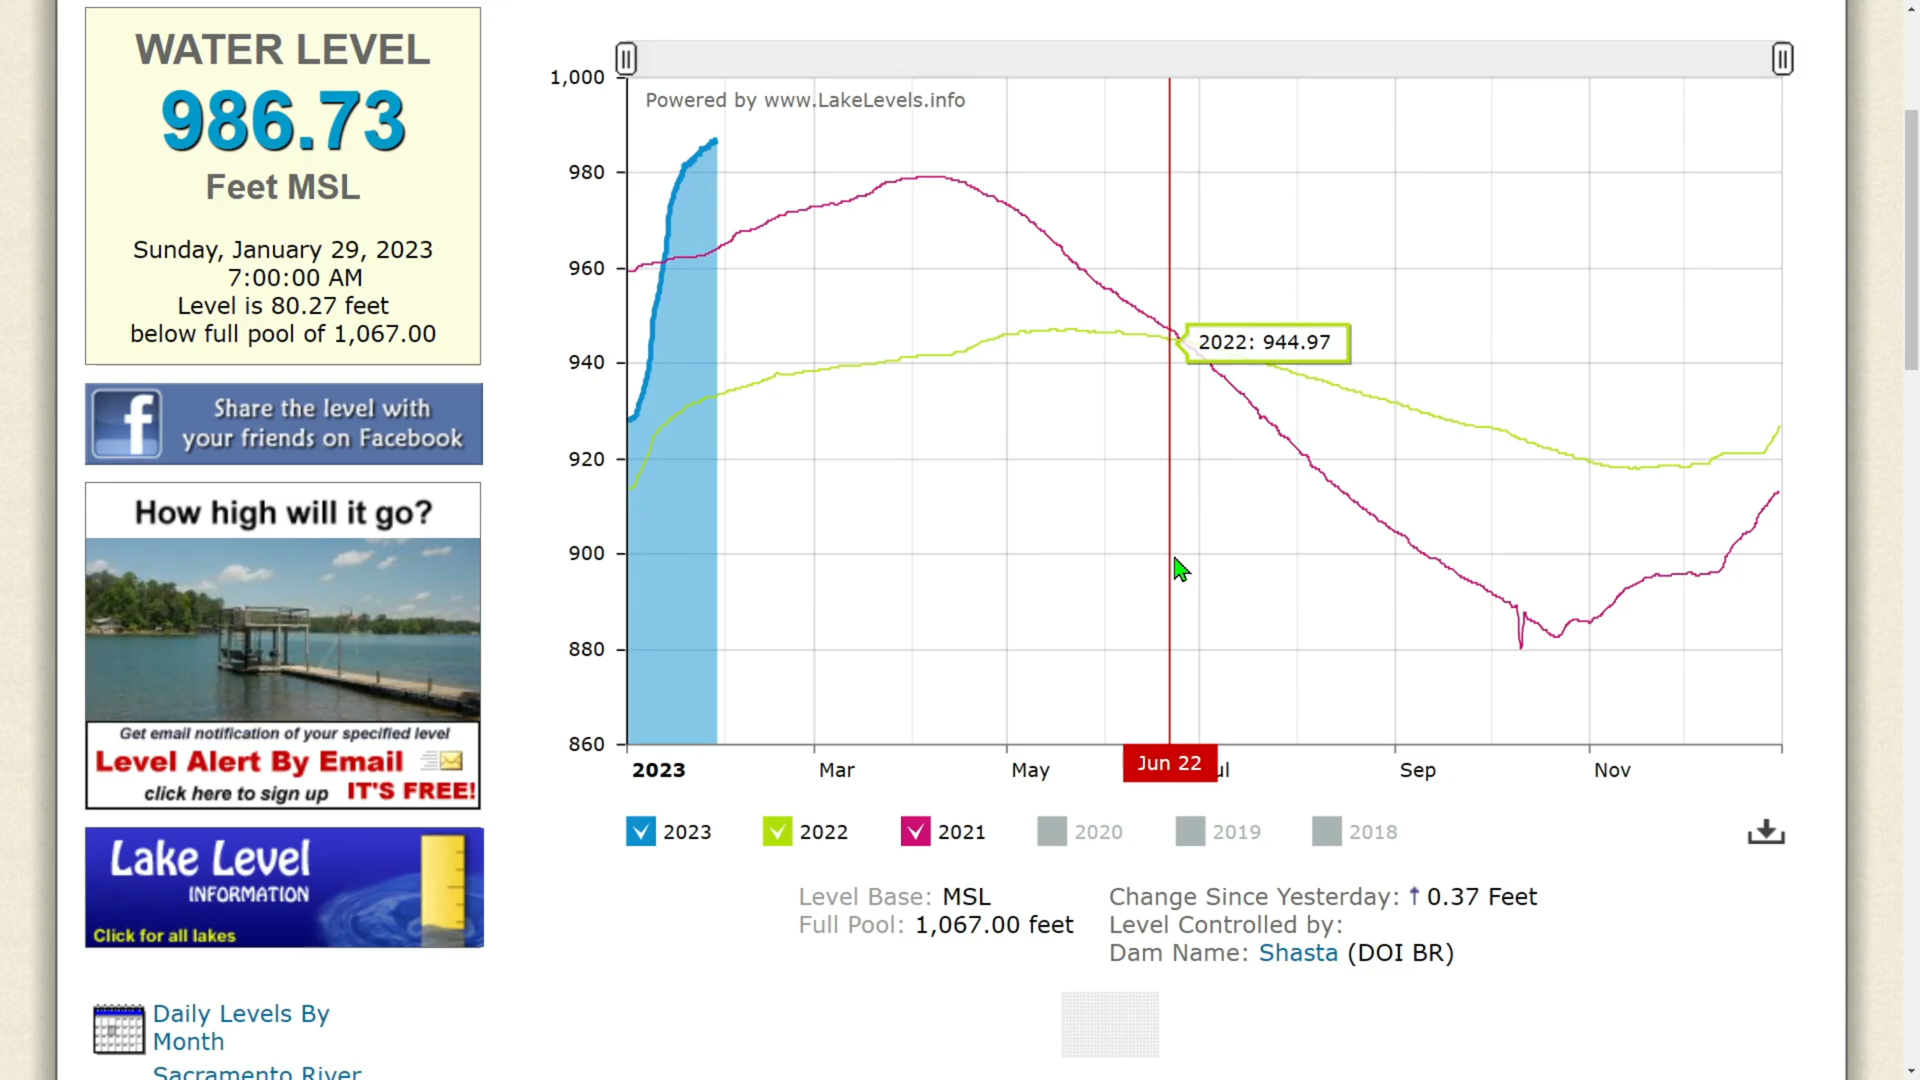 WATER LEVEL
986.73
Feet MSL
Sunday, January 29, 2023
7:00:00 AM
Level is 80.27 feet
below full pool of 1,067.00
Share the level with
your friends on Facebook
How high will it go?
Get email notification of your specified level
Level Alert By Email
click here to sign up IT'S FREE!
Lake Level
INFORMATION
Click for all lakes
Daily Levels By
Month
Sacramento River
1,000
Powered by www.LakeLevels.info
980
960
940
2022: 944.97
920
900
880
860
2023 Mar May Jun 22 ul Sep Nov
2023 2022 2021 2020 2019 2018
Level Base: MSL
Full Pool: 1,067.00 feet
Change Since Yesterday: ↑ 0.37 Feet
Level Controlled by:
Dam Name: Shasta (DOI BR)